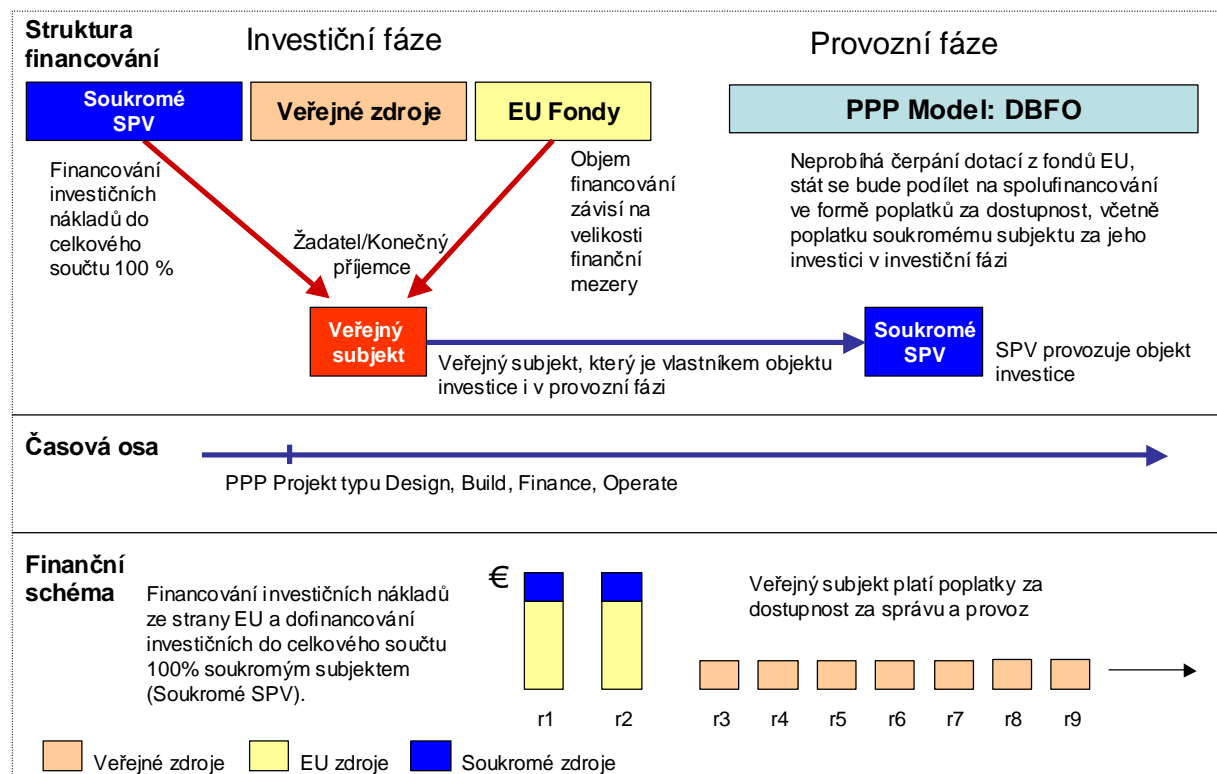 Struktura
financování
Investiční fáze
Provozní fáze
Soukromé
SPV
Veřejné zdroje
EU Fondy
PPP Model: DBFO
Financování
investičních
nákladů do
celkového
součtu 100 %
Žadatel/Konečný
příjemce
Objem
financování
závisí na
velikosti
finanční
mezery
Neprobíhá čerpání dotací z fondů EU,
stát se bude podílet na spolufinancování
ve formě poplatků za dostupnost, včetně
poplatku soukromému subjektu za jeho
investici v investiční fázi
Veřejný
subjekt
Veřejný subjekt, který je vlastníkem objektu
investice i v provozní fázi
Soukromé
SPV
SPV provozuje objekt
investice
Časová osa
PPP Projekt typu Design, Build, Finance, Operate
Finanční
schéma
Financování investičních nákladů
ze strany EU a dofinancování
investičních do celkového součtu
100% soukromým subjektem
(Soukromé SPV).
€
Veřejný subjekt platí poplatky za
dostupnost za správu a provoz
r1
r2
r3
r4
r5
r6
r7
r8
r9
Veřejné zdroje
EU zdroje
Soukromé zdroje